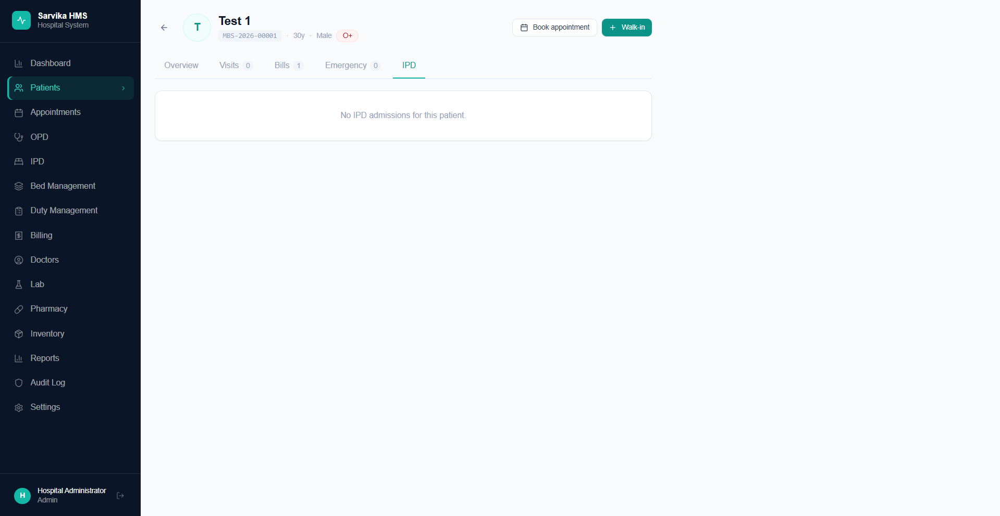 Sarvika HMS
Hospital System
Dashboard
Patients
Appointments
OPD
IPD
Bed Management
Duty Management
Billing
Doctors
Lab
Pharmacy
Inventory
Reports
Audit Log
Settings
H
Hospital Administrator
Admin
T
Test 1
MBS-2026-00001 · 30y · Male O+
Book appointment
Walk-in
Overview Visits 0 Bills 1 Emergency 0 IPD
No IPD admissions for this patient.